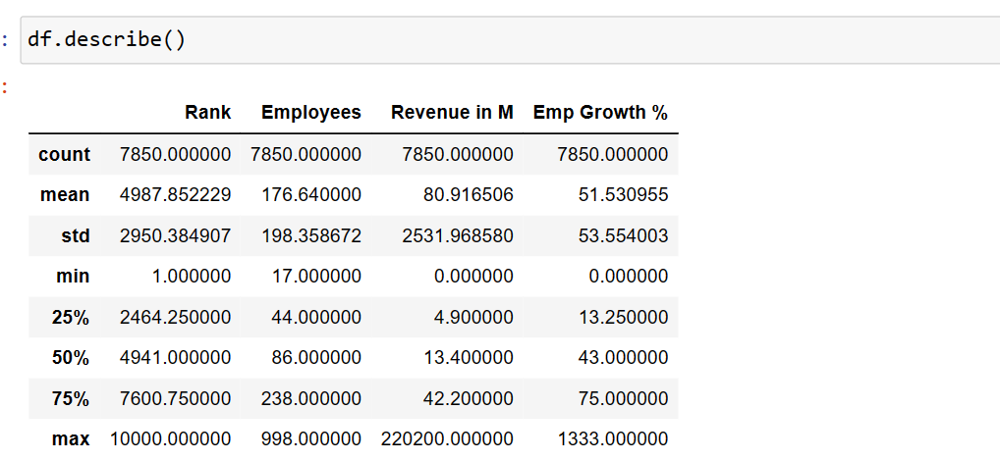 : df.describe()
:
Rank Employees Revenue in M Emp Growth %
count 7850.000000 7850.000000 7850.000000 7850.000000
mean 4987.852229 176.640000 80.916506 51.530955
std 2950.384907 198.358672 2531.968580 53.554003
min 1.000000 17.000000 0.000000 0.000000
25% 2464.250000 44.000000 4.900000 13.250000
50% 4941.000000 86.000000 13.400000 43.000000
75% 7600.750000 238.000000 42.200000 75.000000
max 10000.000000 998.000000 220200.000000 1333.000000